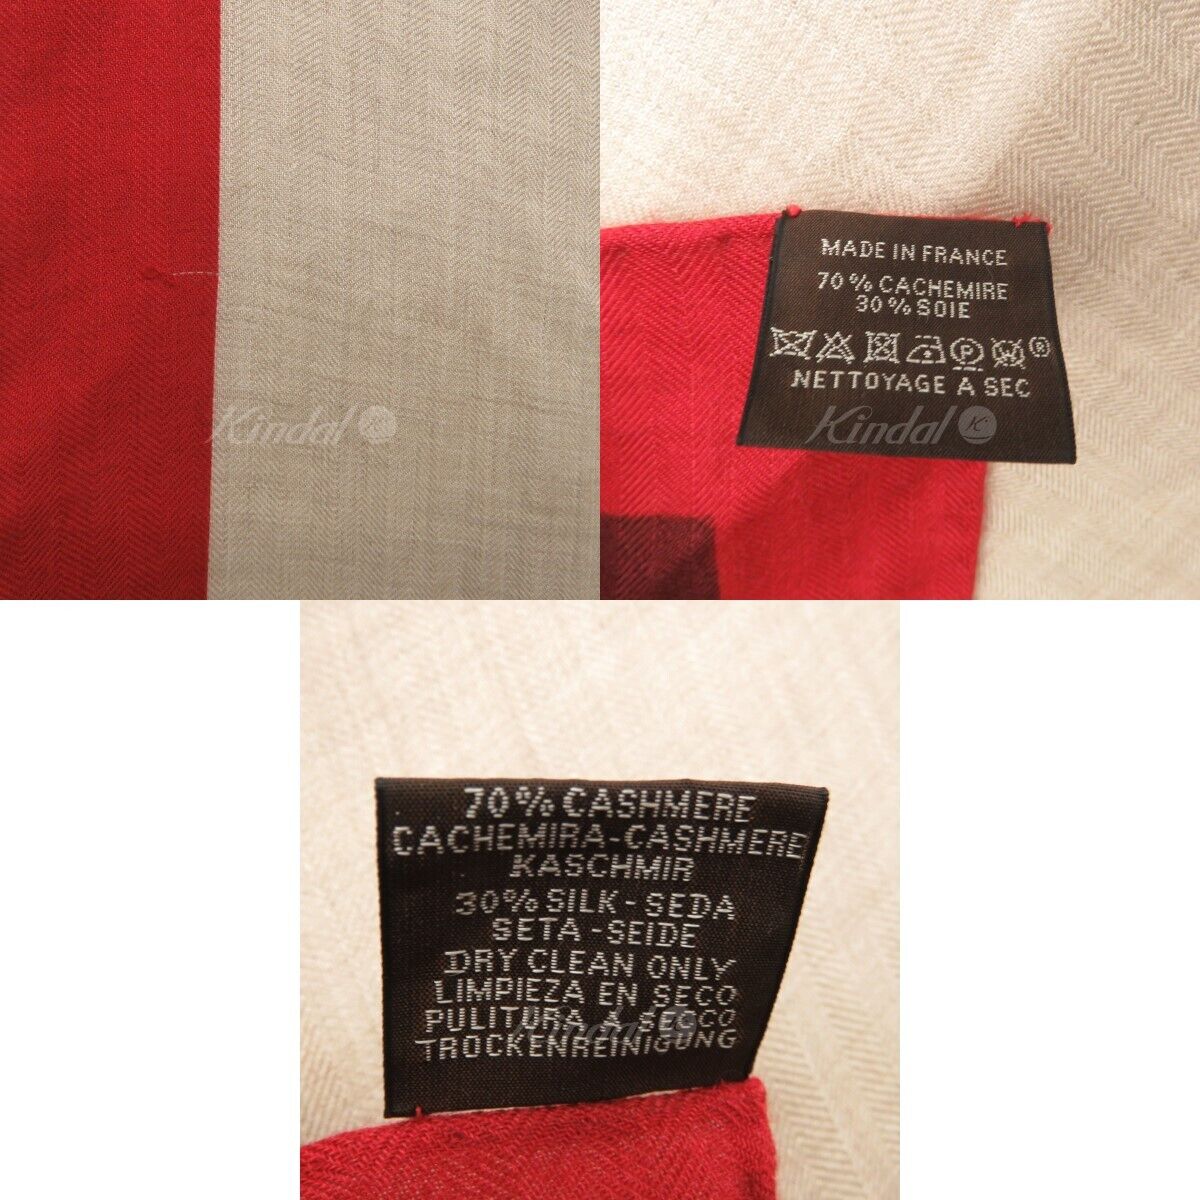 Kindal K
MADE IN FRANCE
70% CACHEMIRE
30% SOIE
P W ®
NETTOYAGE A SEC
Kindal K
70% CASHMERE
CACHEMIRA-CASHMERE
KASCHMIR
30% SILK - SEDA
SETA - SEIDE
DRY CLEAN ONLY
LIMPIEZA EN SECO
PULITURA A SECCO
TROCKENREINIGUNG
Kindal K